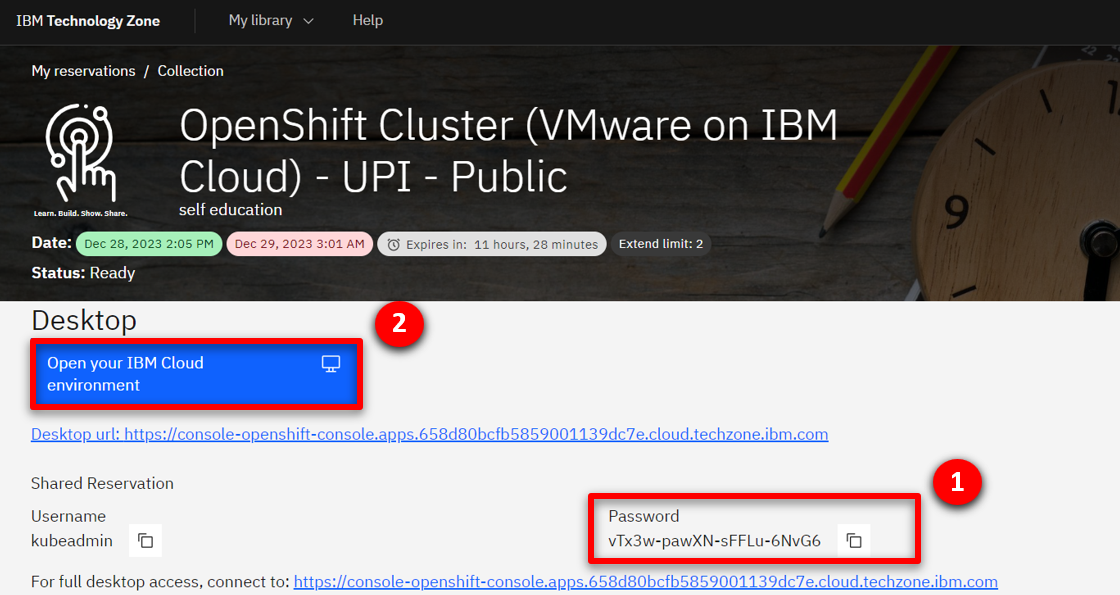 IBM Technology Zone My library Help
My reservations / Collection
OpenShift Cluster (VMware on IBM
Cloud) - UPI - Public
Learn. Build. Show. Share.
self education
Date: Dec 28, 2023 2:05 PM Dec 29, 2023 3:01 AM Expires in: 11 hours, 28 minutes Extend limit: 2
Status: Ready
9
Desktop
2
Open your IBM Cloud
environment
Desktop url: https://console-openshift-console.apps.658d80bcfb5859001139dc7e.cloud.techzone.ibm.com
Shared Reservation
1
Username
kubeadmin
Password
vTx3w-pawXN-sFFLu-6NvG6
For full desktop access, connect to: https://console-openshift-console.apps.658d80bcfb5859001139dc7e.cloud.techzone.ibm.com